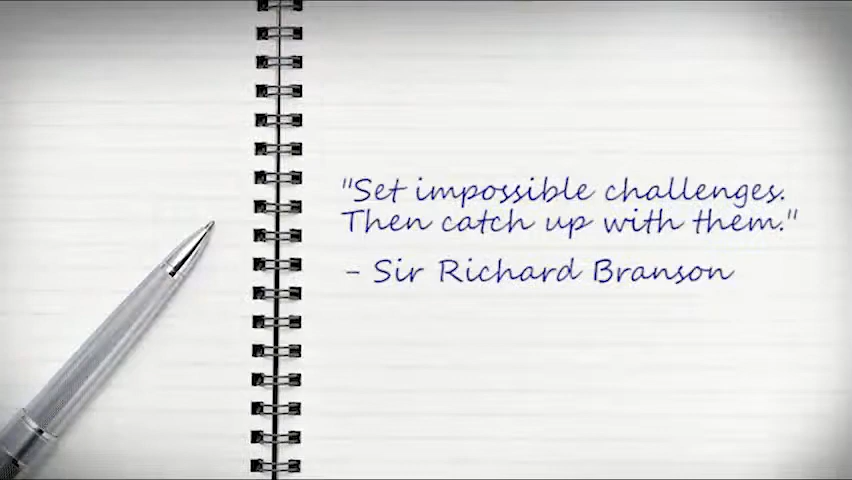 "Set impossible challenges.
Then catch up with them."
- Sir Richard Branson